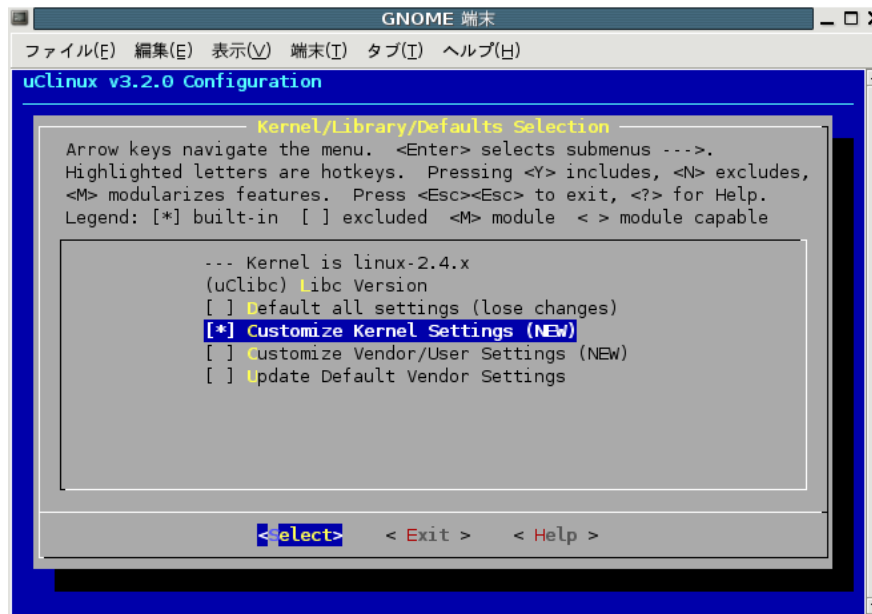 GNOME 端末
ファイル(F) 編集(E) 表示(V) 端末(T) タブ(T) ヘルプ(H)
uClinux v3.2.0 Configuration
Kernel/Library/Defaults Selection
Arrow keys navigate the menu.  <Enter> selects submenus --->.
Highlighted letters are hotkeys.  Pressing <Y> includes, <N> excludes,
<M> modularizes features.  Press <Esc><Esc> to exit, <?> for Help.
Legend: [*] built-in  [ ] excluded  <M> module  < > module capable
--- Kernel is linux-2.4.x
(uClibc) Libc Version
[ ] Default all settings (lose changes)
[*] Customize Kernel Settings (NEW)
[ ] Customize Vendor/User Settings (NEW)
[ ] Update Default Vendor Settings
<Select>    < Exit >    < Help >